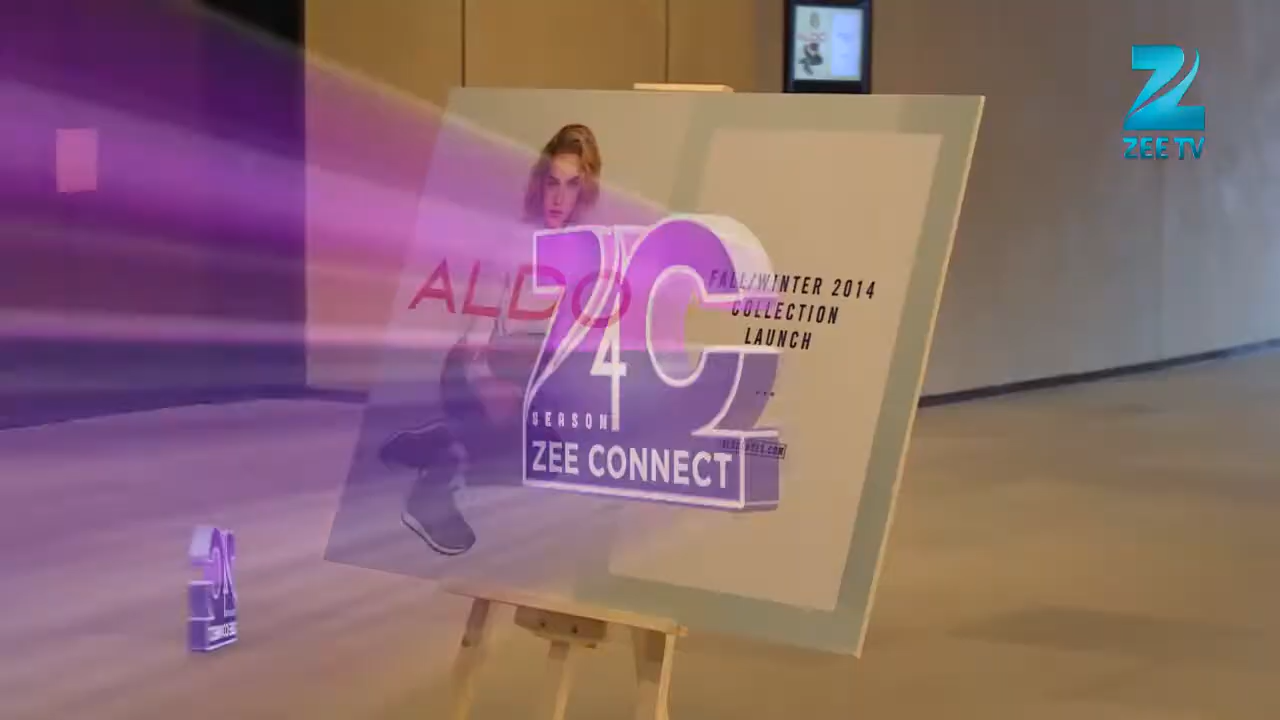 ZEE TV
ALDO
FALL/WINTER 2014
COLLECTION
LAUNCH
ZC
4
SEASON
ZEE CONNECT